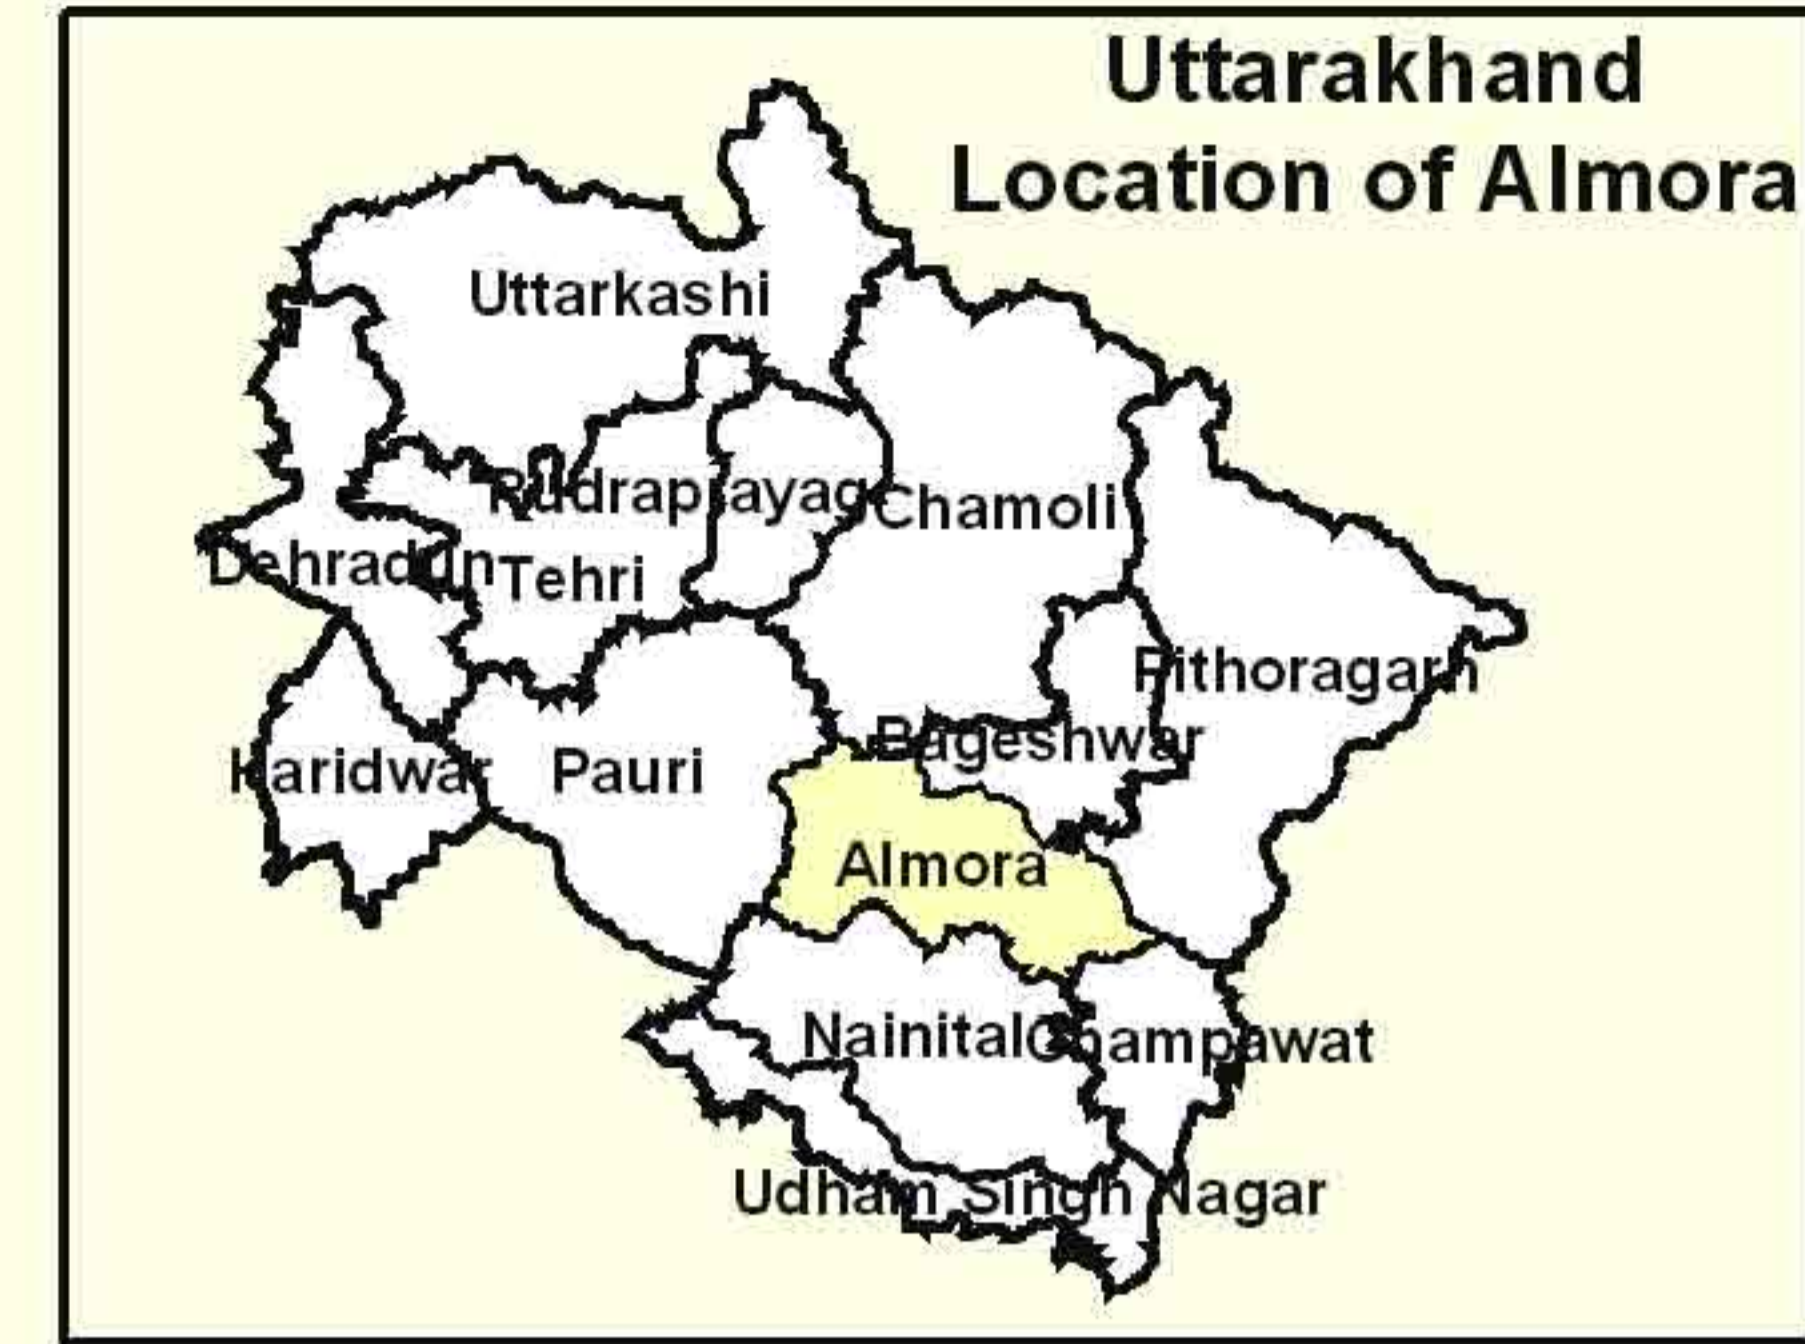 Uttarakhand
Location of Almora
Uttarkashi
Rudraprayag
Chamoli
Dehradun
Tehri
Pithoragarh
Bageshwar
Haridwar
Pauri
Almora
Nainital
Champawat
Udham Singh Nagar